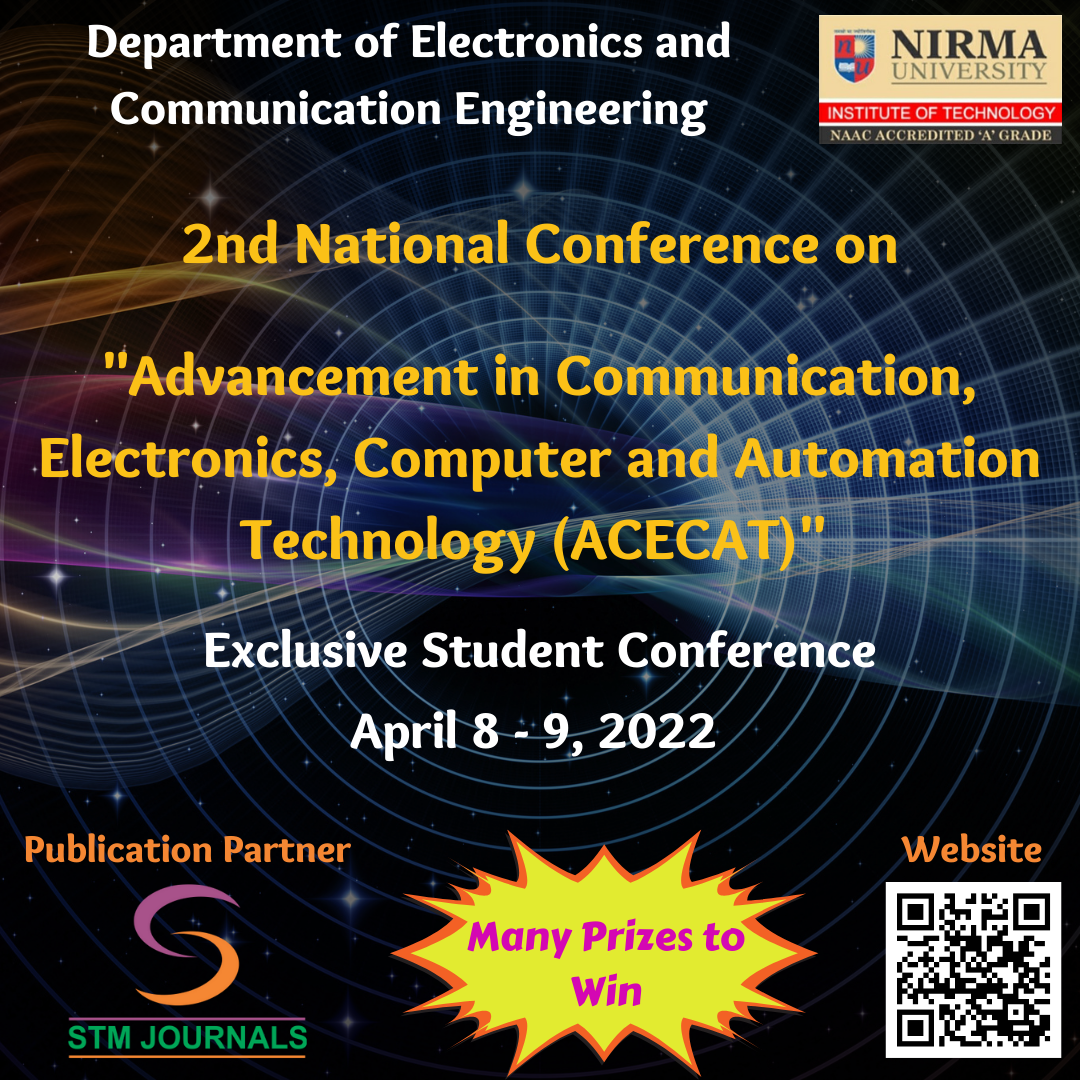 Department of Electronics and
Communication Engineering
NIRMA
UNIVERSITY
INSTITUTE OF TECHNOLOGY
NAAC ACCREDITED 'A' GRADE
2nd National Conference on
"Advancement in Communication,
Electronics, Computer and Automation
Technology (ACECAT)"
Exclusive Student Conference
April 8 - 9, 2022
Publication Partner
STM JOURNALS
Many Prizes to
Win
Website